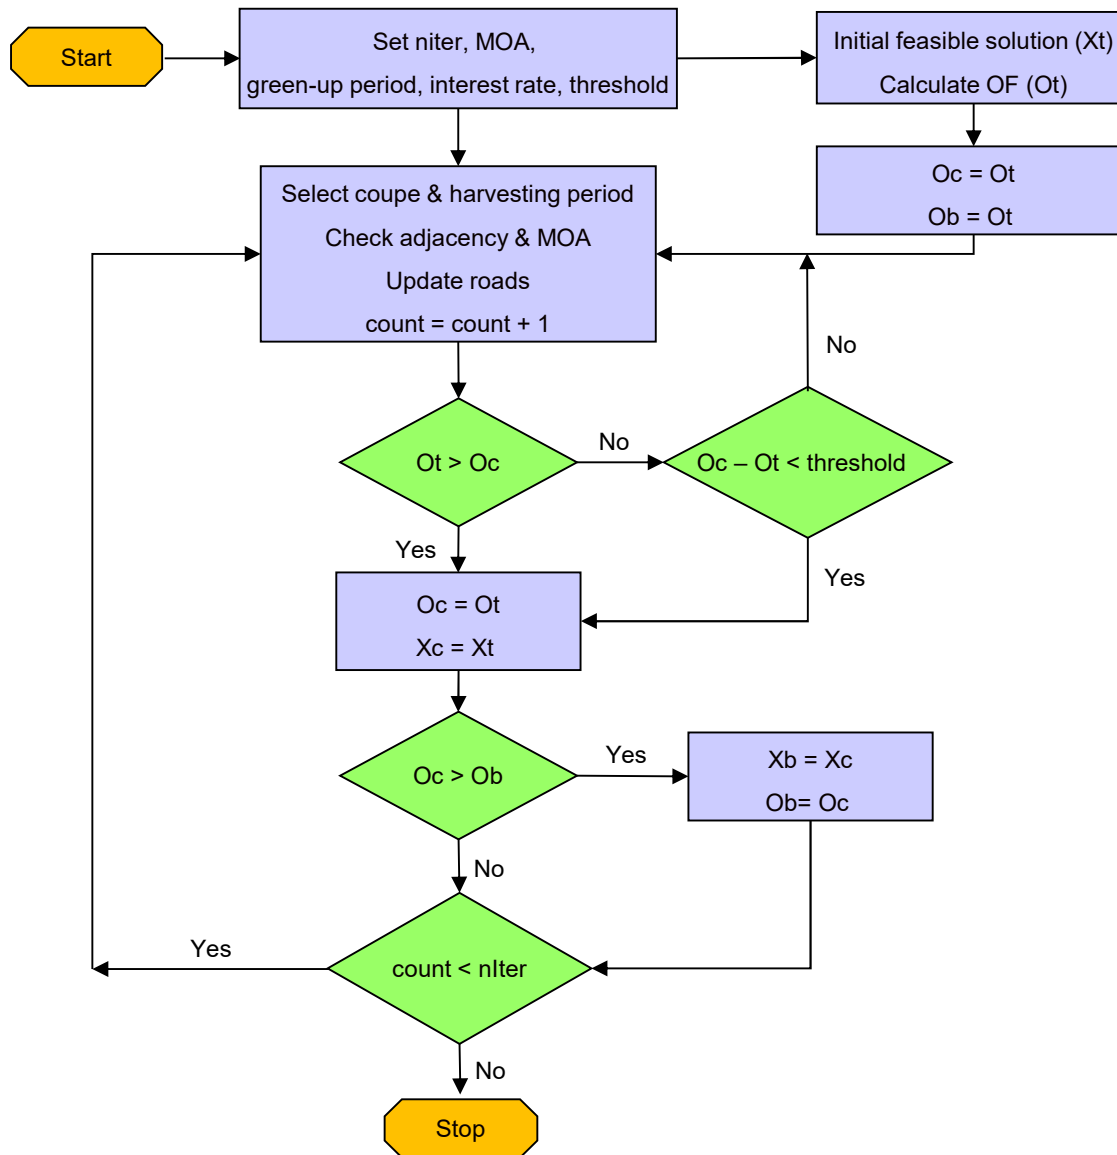 Start
Set niter, MOA,
green-up period, interest rate, threshold
Initial feasible solution (Xt)
Calculate OF (Ot)
Oc = Ot
Ob = Ot
Select coupe & harvesting period
Check adjacency & MOA
Update roads
count = count + 1
No
Ot > Oc
No
Oc – Ot < threshold
Yes
Yes
Oc = Ot
Xc = Xt
Oc > Ob
Yes
Xb = Xc
Ob= Oc
No
Yes
count < nIter
No
Stop